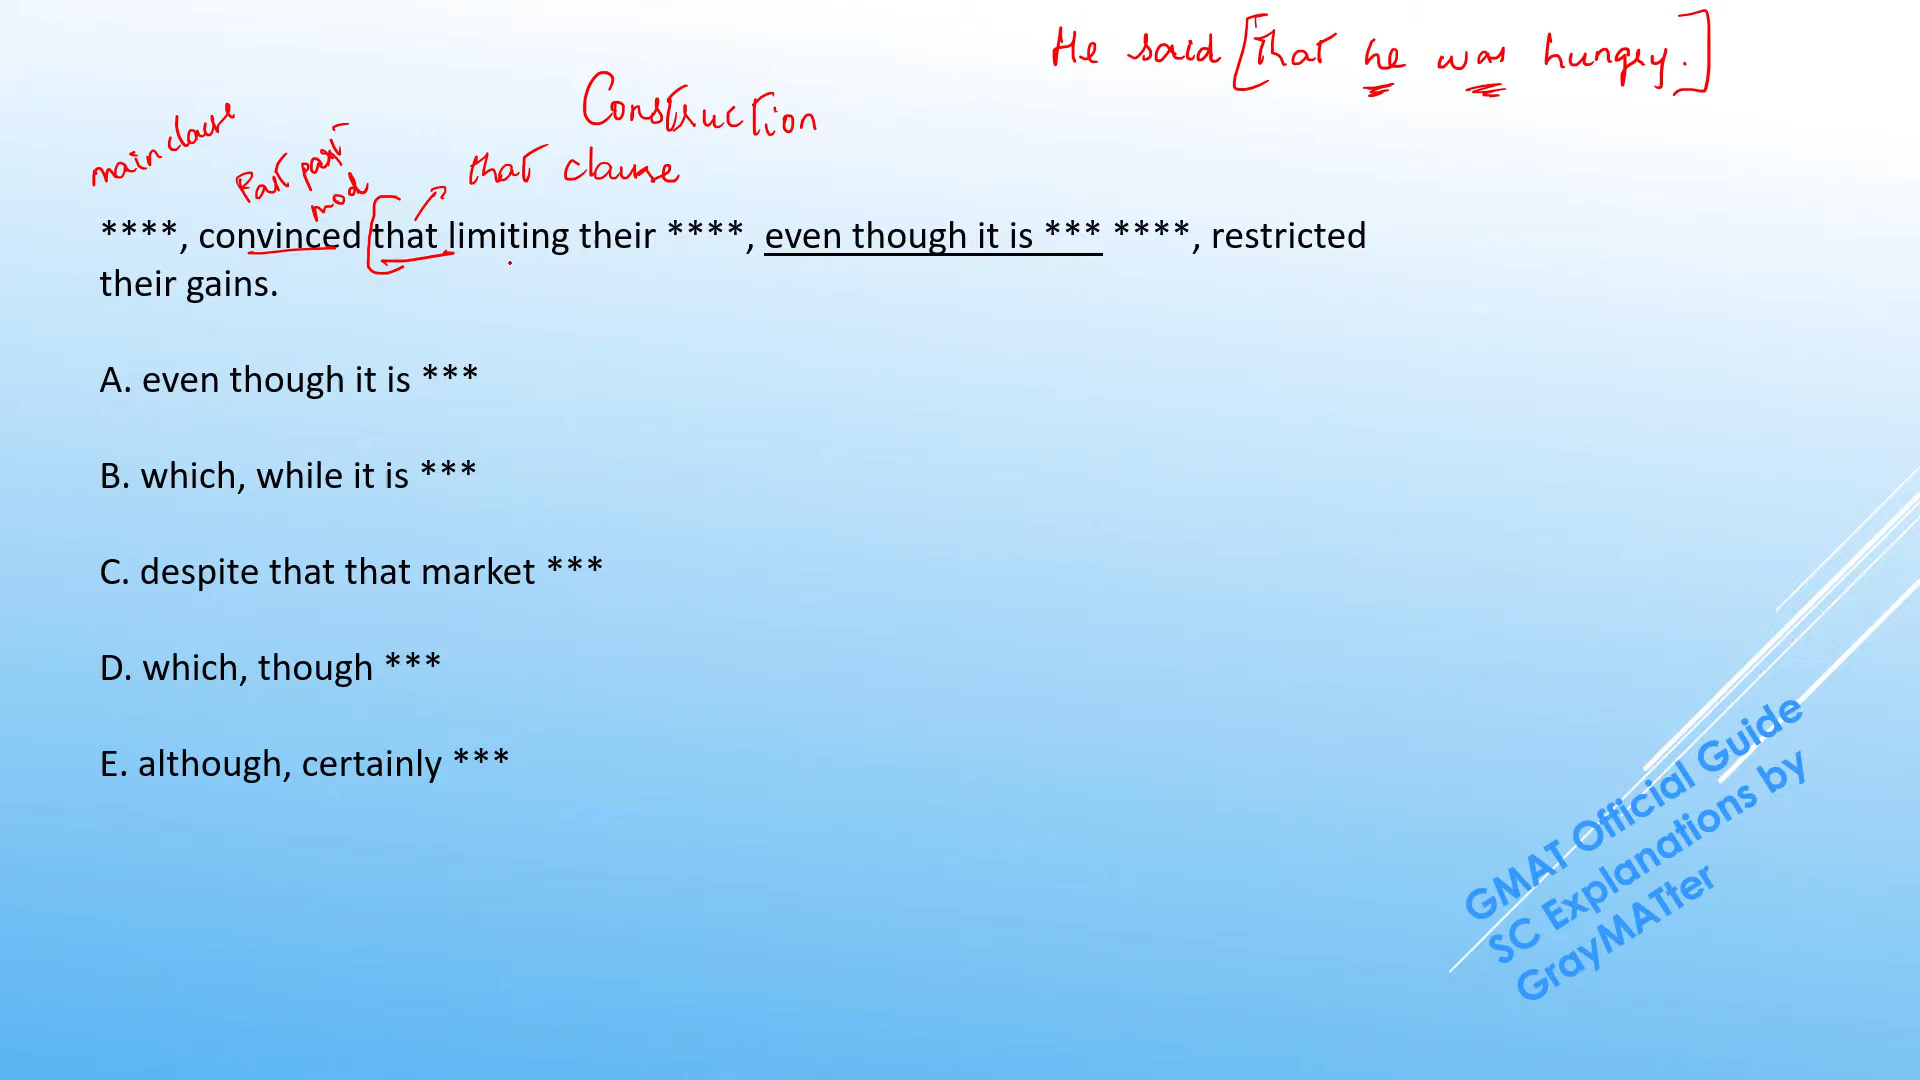 He said [that he was hungry.]
Construction
main clause
Past part
mod
that clause
****, convinced [that limiting their ****, even though it is *** ****, restricted
their gains.
A. even though it is ***
B. which, while it is ***
C. despite that that market ***
D. which, though ***
E. although, certainly ***
GMAT Official Guide
SC Explanations by
GrayMATter